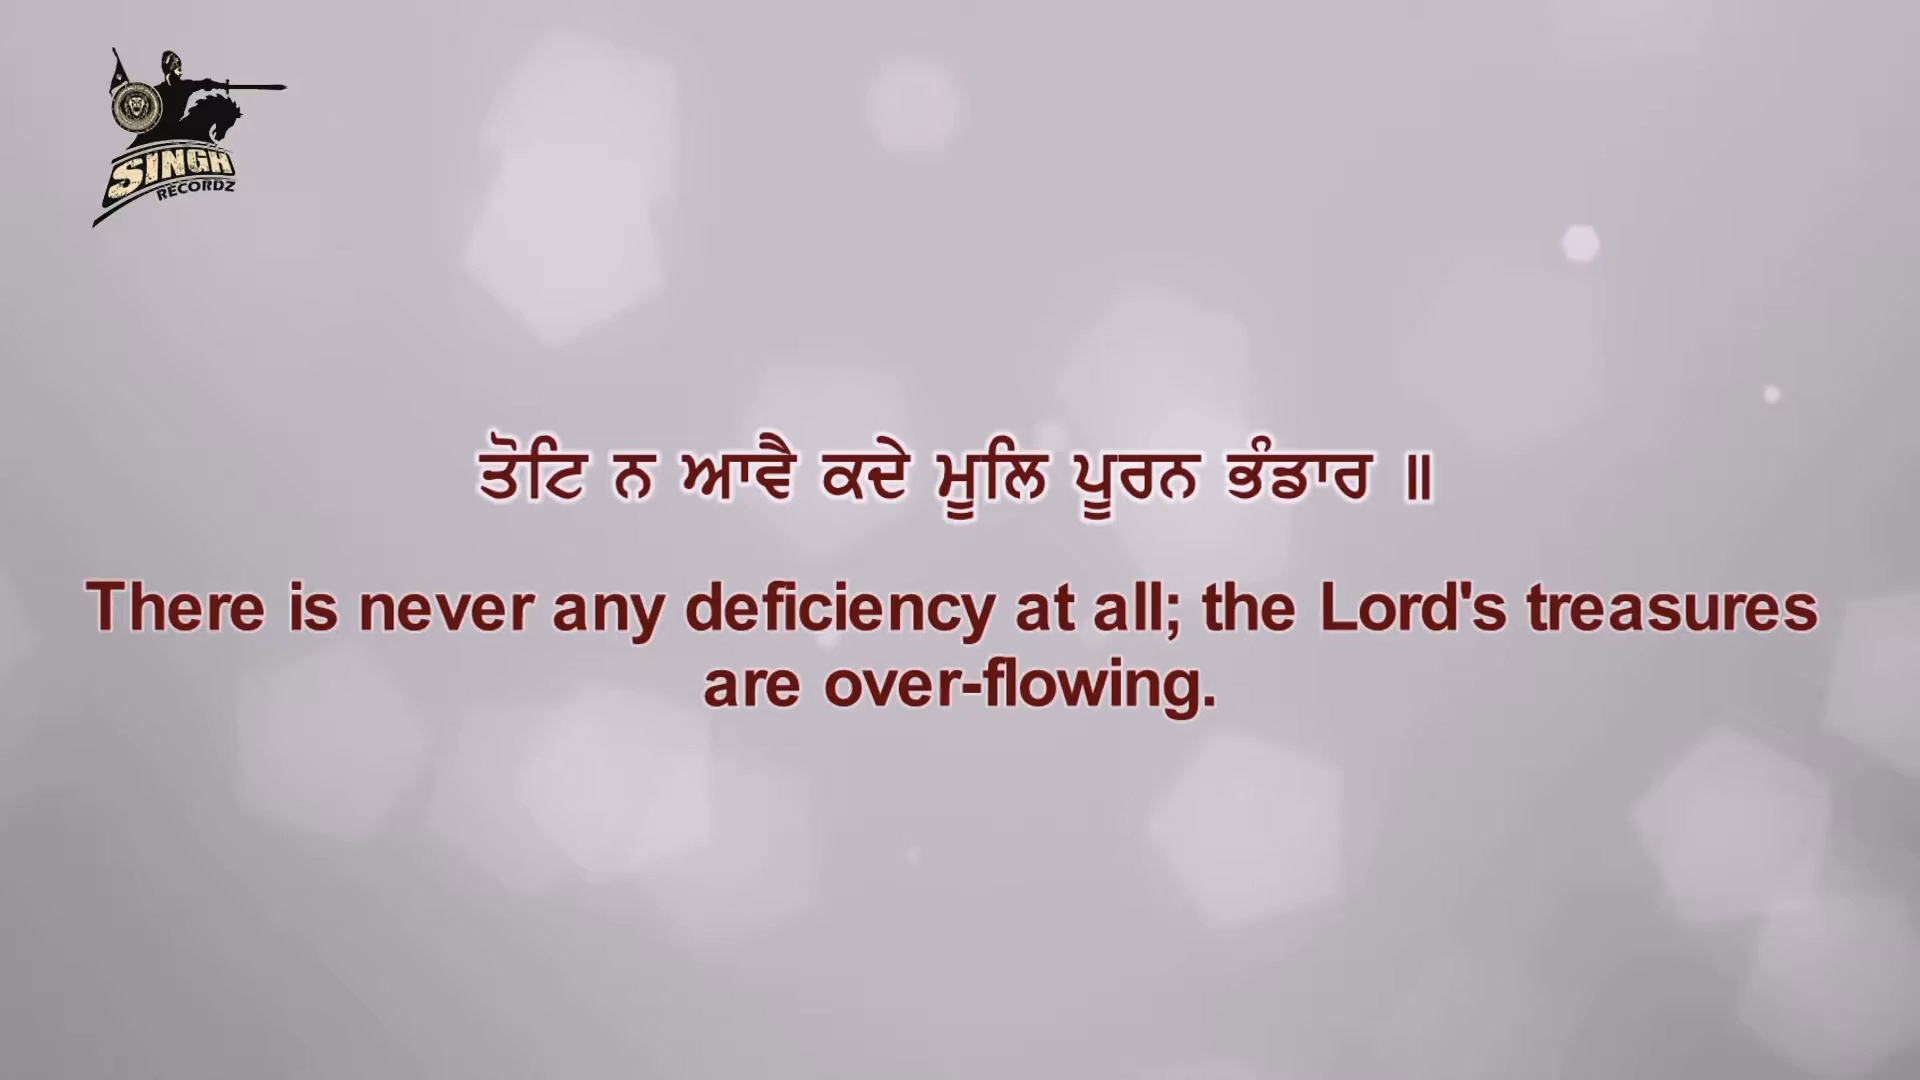 SINGH
RECORDZ
ਤੋਟਿ ਨ ਆਵੈ ਕਦੇ ਮੂਲਿ ਪੂਰਨ ਭੰਡਾਰ ॥
There is never any deficiency at all; the Lord's treasures
are over-flowing.